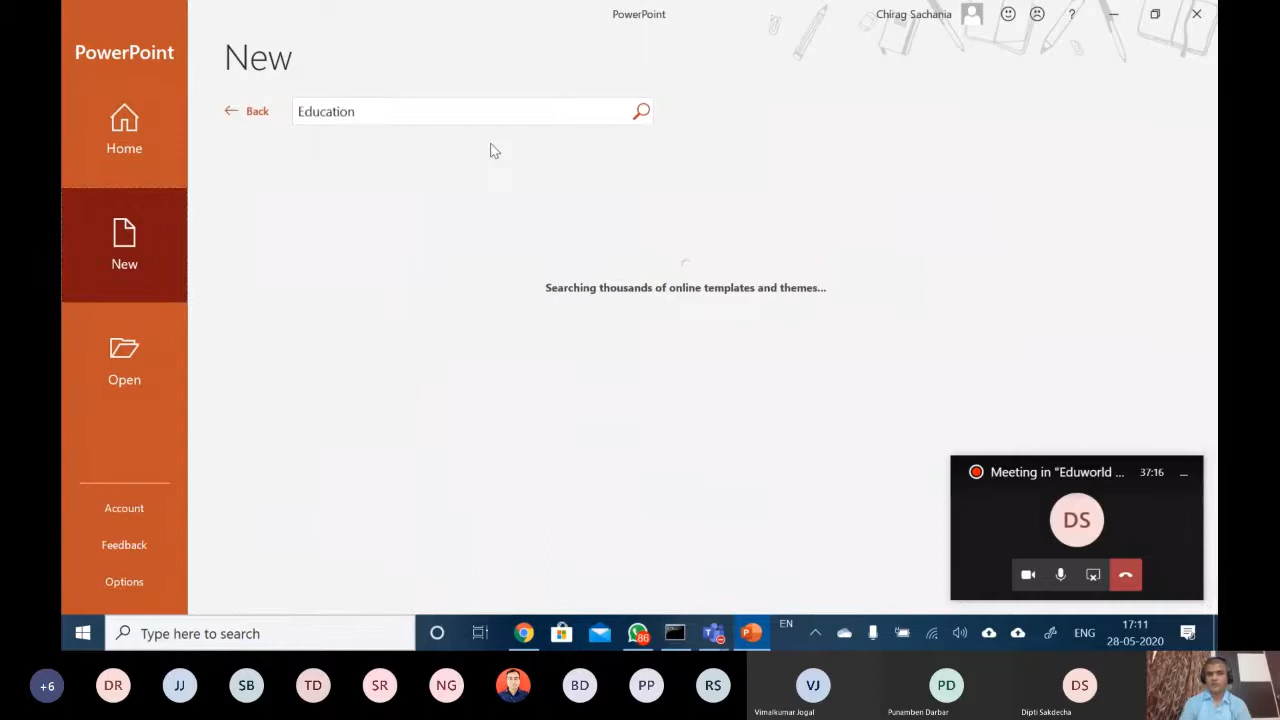 PowerPoint
Chirag Sachania
?
PowerPoint
New
Back
Education
Home
New
Searching thousands of online templates and themes...
Open
Meeting in "Eduworld ...
37:16
DS
Account
Feedback
Options
Type here to search
86
EN
ENG
17:11
28-05-2020
+6
DR
JJ
SB
TD
SR
NG
BD
PP
RS
VJ
PD
DS
Vimalkumar Jogal
Punamben Darbar
Dipti Sakdecha